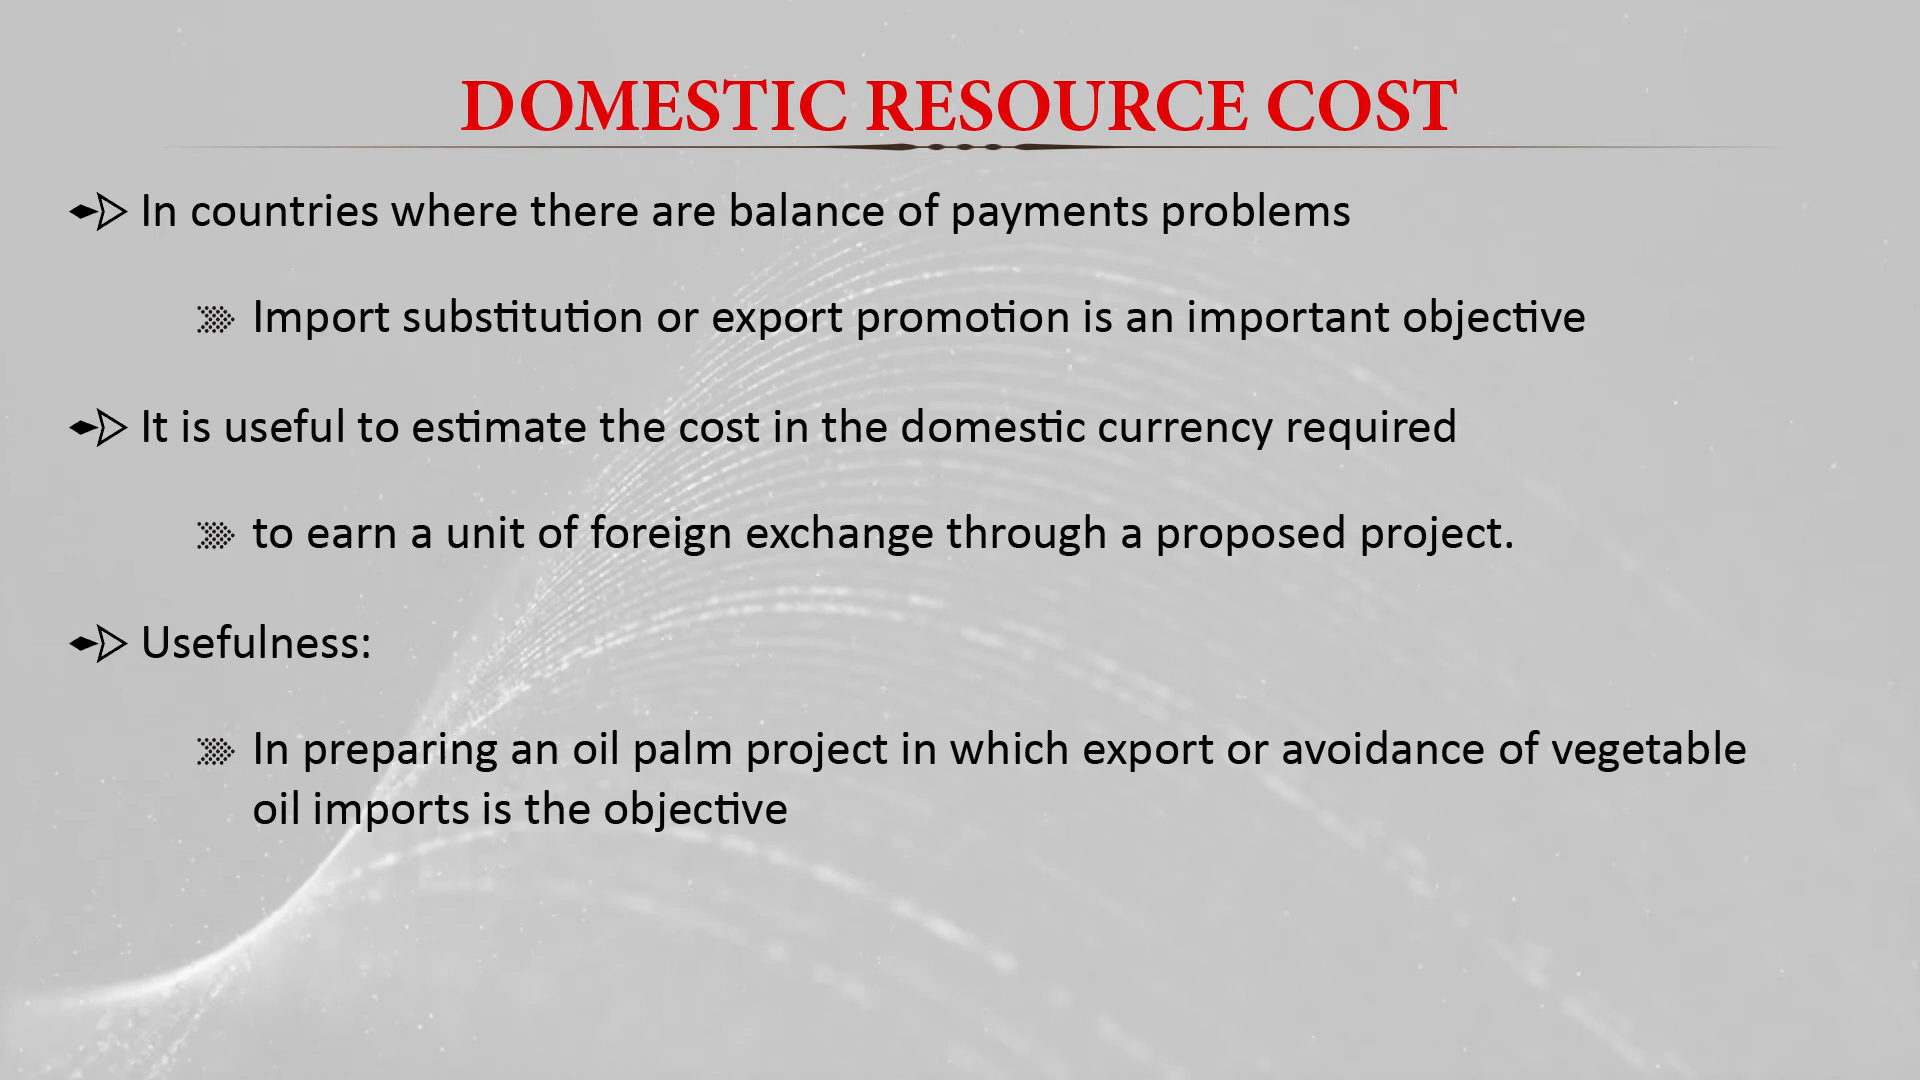 DOMESTIC RESOURCE COST
In countries where there are balance of payments problems
Import substitution or export promotion is an important objective
It is useful to estimate the cost in the domestic currency required
to earn a unit of foreign exchange through a proposed project.
Usefulness:
In preparing an oil palm project in which export or avoidance of vegetable
oil imports is the objective